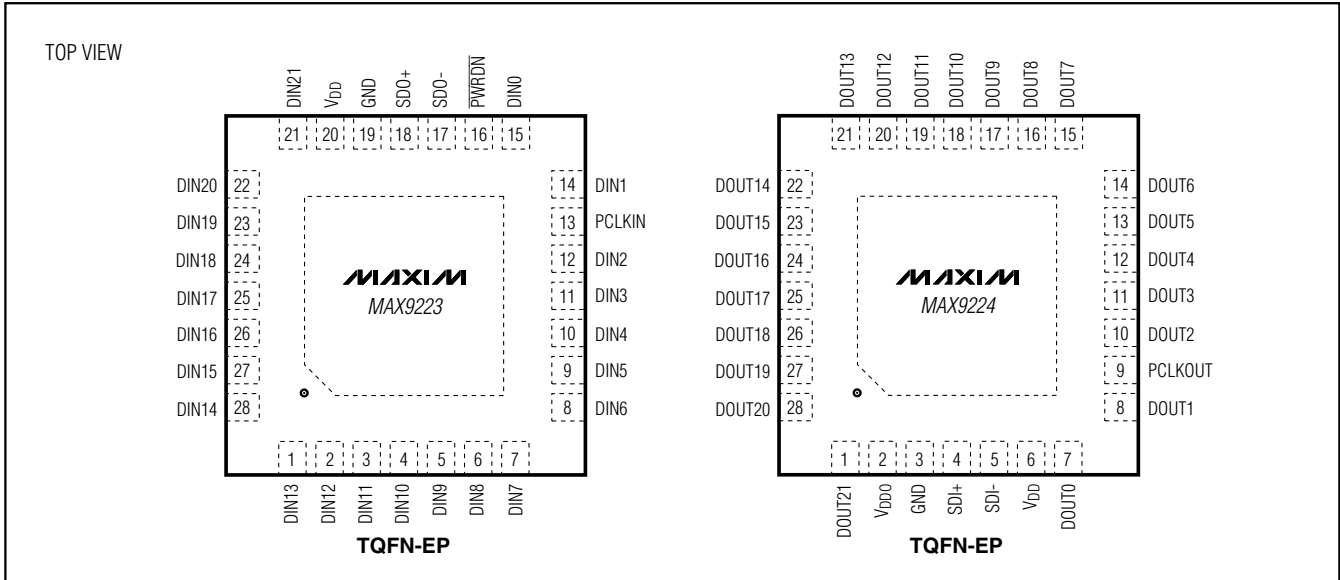 TOP VIEW
DIN21 VDD GND SDO+ SDO- PWRDN DIN0
21 20 19 18 17 16 15
DIN20 22
DIN19 23
DIN18 24
DIN17 25
DIN16 26
DIN15 27
DIN14 28
MAXIM
MAX9223
14 DIN1
13 PCLKIN
12 DIN2
11 DIN3
10 DIN4
9 DIN5
8 DIN6
1 2 3 4 5 6 7
DIN13 DIN12 DIN11 DIN10 DIN9 DIN8 DIN7
TQFN-EP
DOUT13 DOUT12 DOUT11 DOUT10 DOUT9 DOUT8 DOUT7
21 20 19 18 17 16 15
DOUT14 22
DOUT15 23
DOUT16 24
DOUT17 25
DOUT18 26
DOUT19 27
DOUT20 28
MAXIM
MAX9224
14 DOUT6
13 DOUT5
12 DOUT4
11 DOUT3
10 DOUT2
9 PCLKOUT
8 DOUT1
1 2 3 4 5 6 7
DOUT21 VDDO GND SDI+ SDI- VDD DOUT0
TQFN-EP